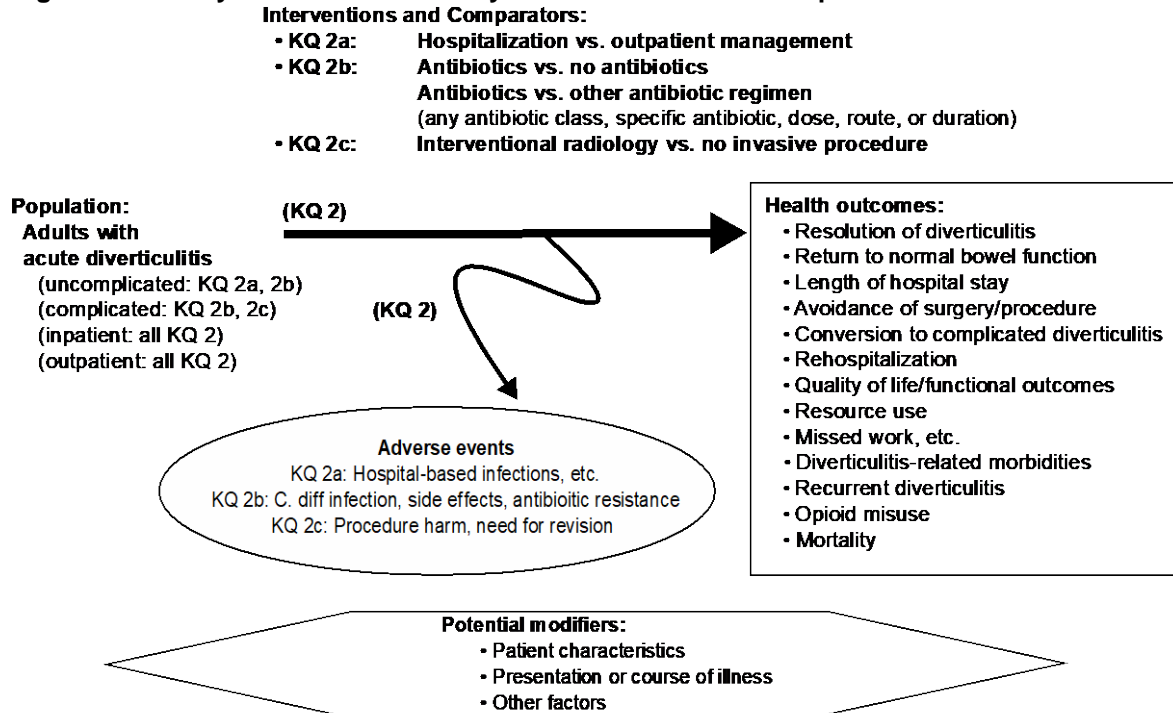 Interventions and Comparators:
• KQ 2a: Hospitalization vs. outpatient management
• KQ 2b: Antibiotics vs. no antibiotics
Antibiotics vs. other antibiotic regimen
(any antibiotic class, specific antibiotic, dose, route, or duration)
• KQ 2c: Interventional radiology vs. no invasive procedure
Population:
Adults with
acute diverticulitis
(uncomplicated: KQ 2a, 2b)
(complicated: KQ 2b, 2c)
(inpatient: all KQ 2)
(outpatient: all KQ 2)
(KQ 2)
(KQ 2)
Health outcomes:
• Resolution of diverticulitis
• Return to normal bowel function
• Length of hospital stay
• Avoidance of surgery/procedure
• Conversion to complicated diverticulitis
• Rehospitalization
• Quality of life/functional outcomes
• Resource use
• Missed work, etc.
• Diverticulitis-related morbidities
• Recurrent diverticulitis
• Opioid misuse
• Mortality
Adverse events
KQ 2a: Hospital-based infections, etc.
KQ 2b: C. diff infection, side effects, antibioitic resistance
KQ 2c: Procedure harm, need for revision
Potential modifiers:
• Patient characteristics
• Presentation or course of illness
• Other factors